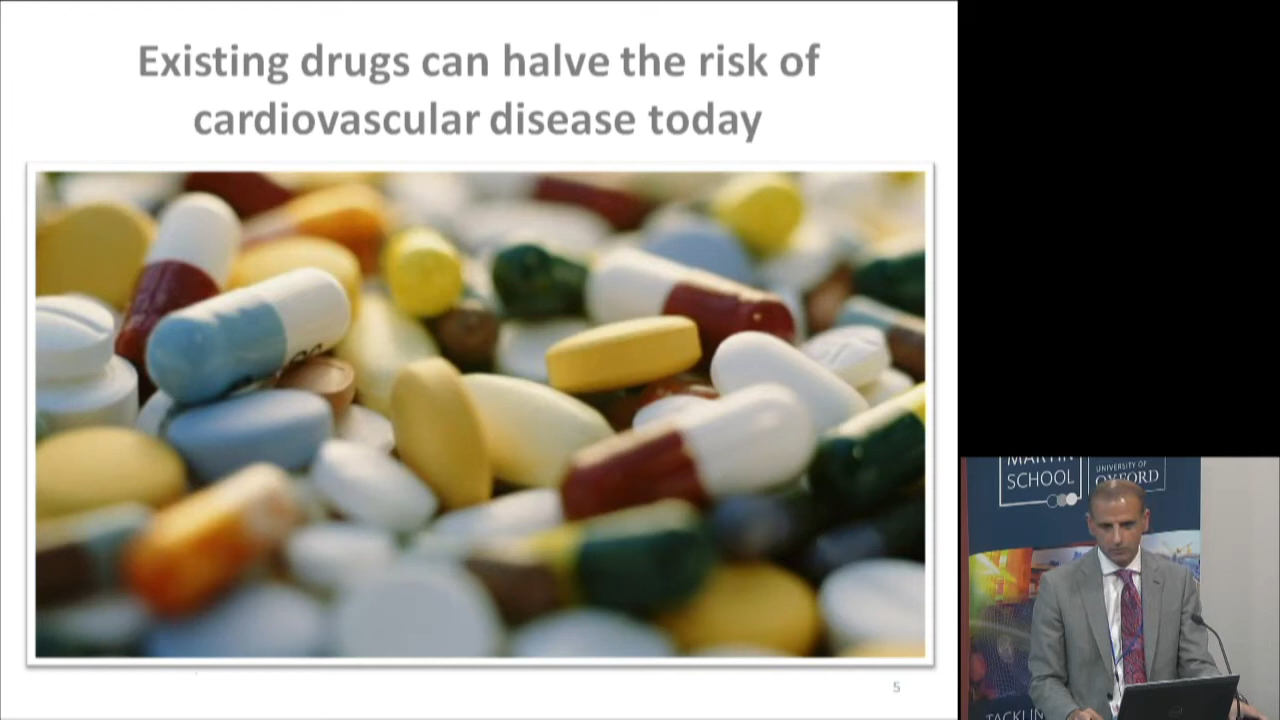 Existing drugs can halve the risk of
cardiovascular disease today
5
MARTIN
SCHOOL
UNIVERSITY OF
OXFORD